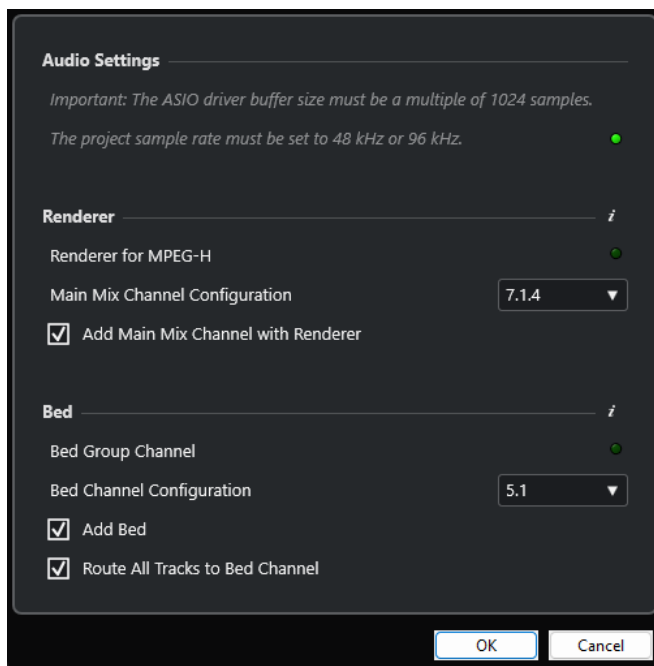 Audio Settings
Important: The ASIO driver buffer size must be a multiple of 1024 samples.
The project sample rate must be set to 48 kHz or 96 kHz.
Renderer i
Renderer for MPEG-H
Main Mix Channel Configuration 7.1.4
Add Main Mix Channel with Renderer
Bed i
Bed Group Channel
Bed Channel Configuration 5.1
Add Bed
Route All Tracks to Bed Channel
OK Cancel